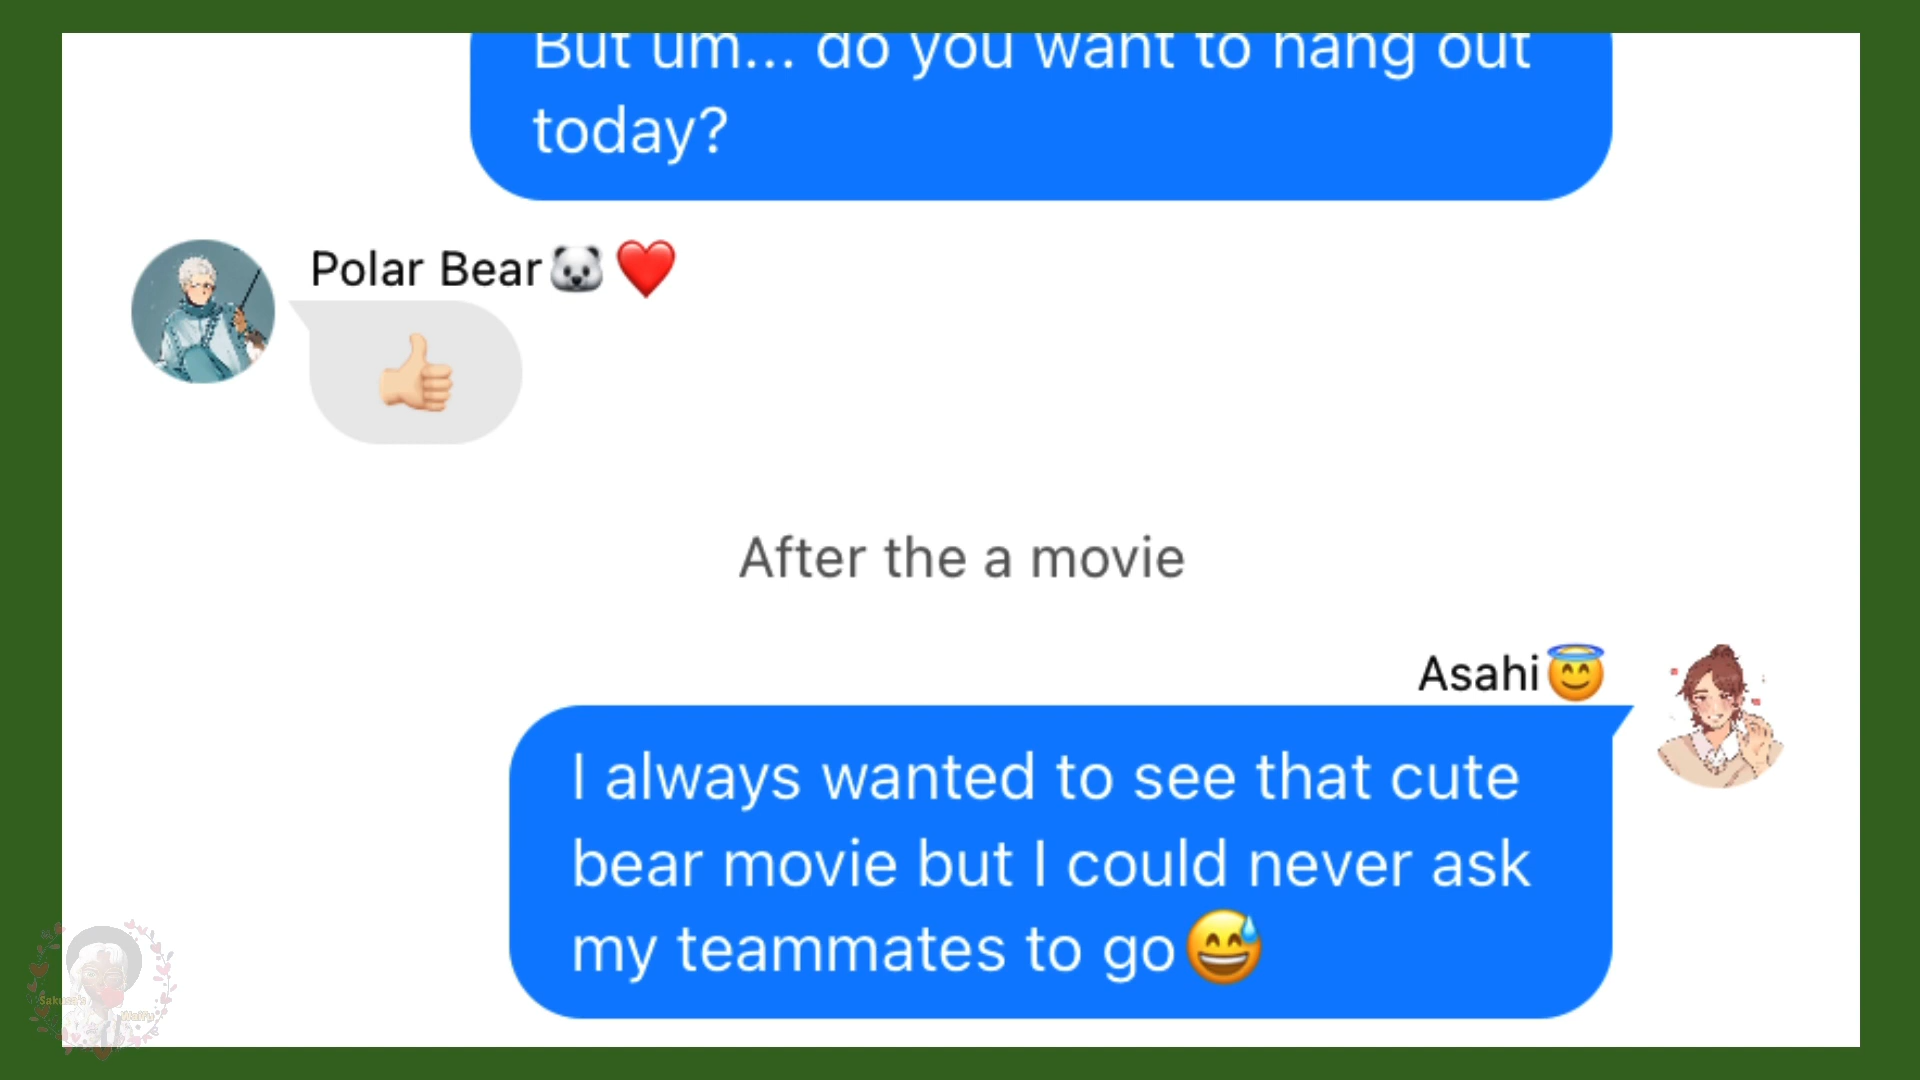 But um... do you want to hang out
today?
Polar Bear🐼❤️
👍🏻
After the a movie
Asahi😇
I always wanted to see that cute
bear movie but I could never ask
my teammates to go😅
Waifu